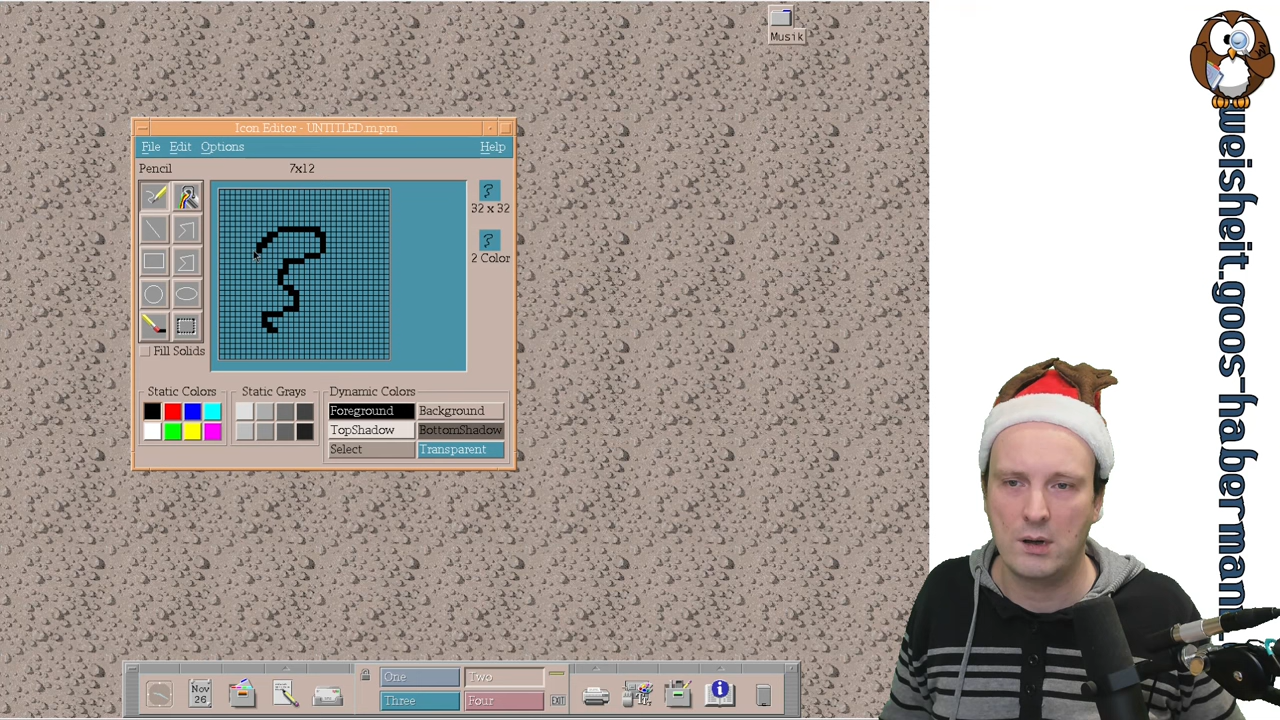 Musik
Icon Editor - UNTITLED.m.pm
File Edit Options Help
Pencil 7x12
32 x 32
2 Color
Fill Solids
Static Colors Static Grays Dynamic Colors
Foreground Background
TopShadow BottomShadow
Select Transparent
Nov
26
One Two
Three Four
EXIT
weisheit.goos-habermann.